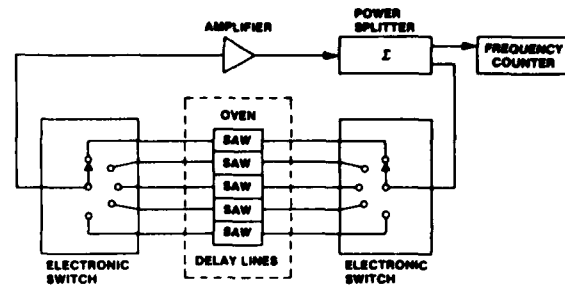 AMPLIFIER
POWER
SPLITTER
Σ
FREQUENCY
COUNTER
OVEN
SAW
SAW
SAW
SAW
SAW
DELAY LINES
ELECTRONIC
SWITCH
ELECTRONIC
SWITCH